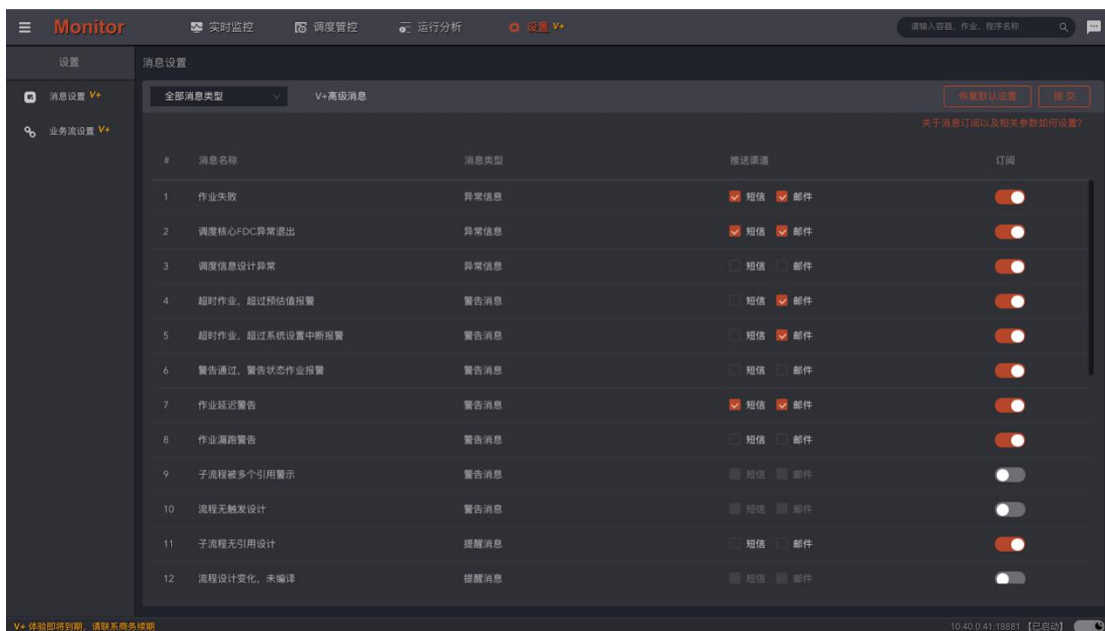 Monitor 实时监控 调度管控 运行分析 设置 V+ 请输入容器、作业、程序名称
设置 消息设置
消息设置 V+
业务流设置 V+
全部消息类型 V+高级消息 恢复默认设置 提交
关于消息订阅以及相关参数如何设置?
# 消息名称 消息类型 推送渠道 订阅
1 作业失败 异常信息 短信 邮件
2 调度核心FDC异常退出 异常信息 短信 邮件
3 调度信息设计异常 异常信息 短信 邮件
4 超时作业，超过预估值报警 警告消息 短信 邮件
5 超时作业，超过系统设置中断报警 警告消息 短信 邮件
6 警告通过，警告状态作业报警 警告消息 短信 邮件
7 作业延迟警告 警告消息 短信 邮件
8 作业漏跑警告 警告消息 短信 邮件
9 子流程被多个引用警示 警告消息 短信 邮件
10 流程无触发设计 警告消息 短信 邮件
11 子流程无引用设计 提醒消息 短信 邮件
12 流程设计变化，未编译 提醒消息 短信 邮件
V+ 体验即将到期，请联系商务续期 10.40.0.41:18881 【已启动】